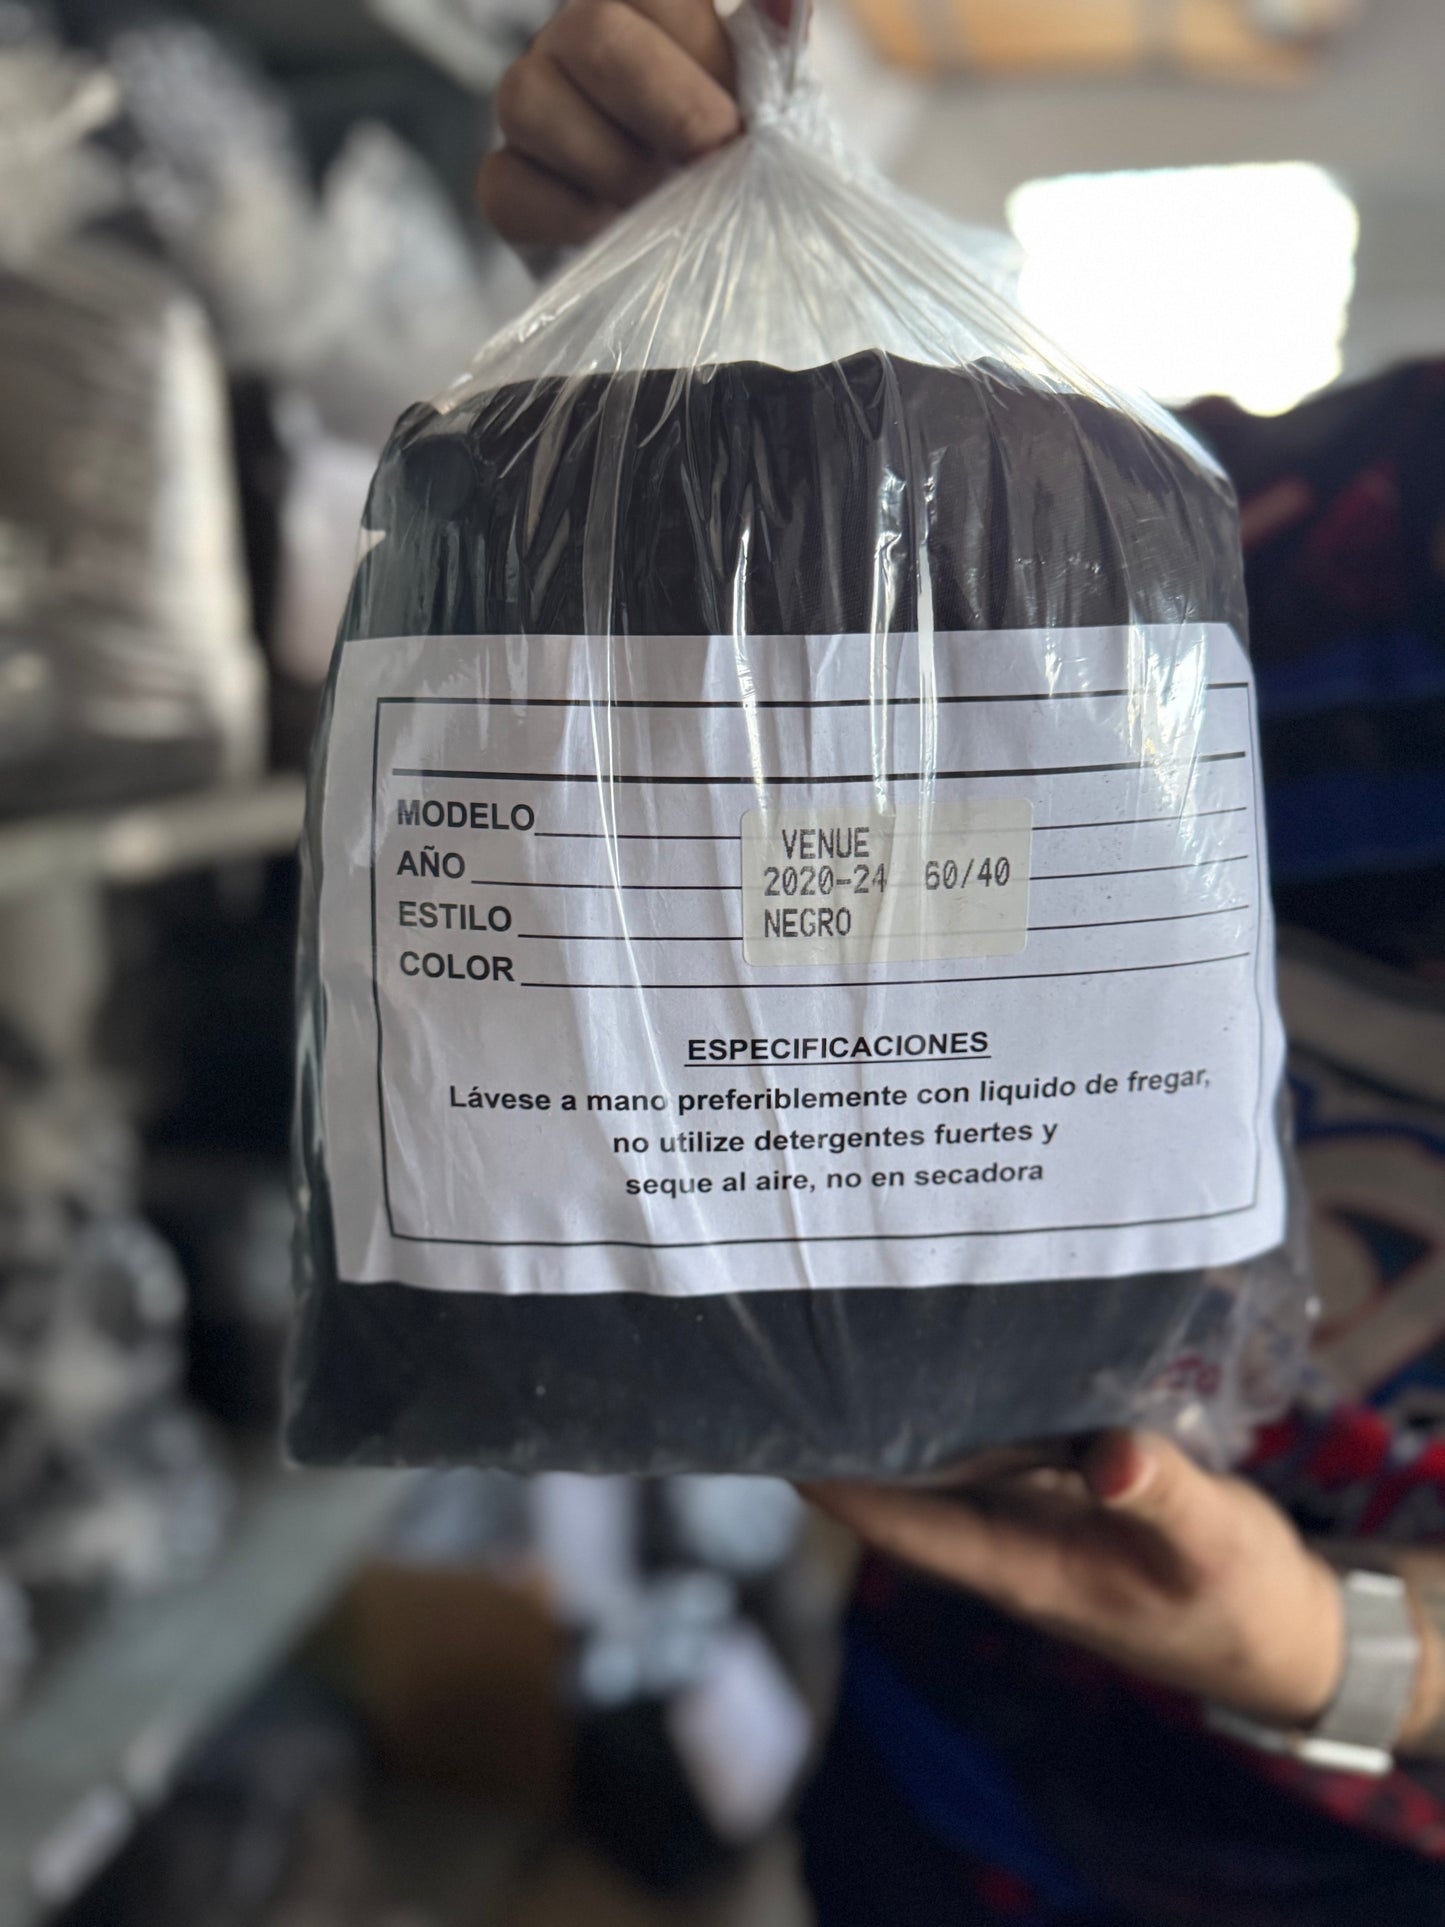 MODELO
AÑO
ESTILO
COLOR
VENUE
2020-24 60/40
NEGRO
ESPECIFICACIONES
Lávese a mano preferiblemente con liquido de fregar,
no utilize detergentes fuertes y
seque al aire, no en secadora